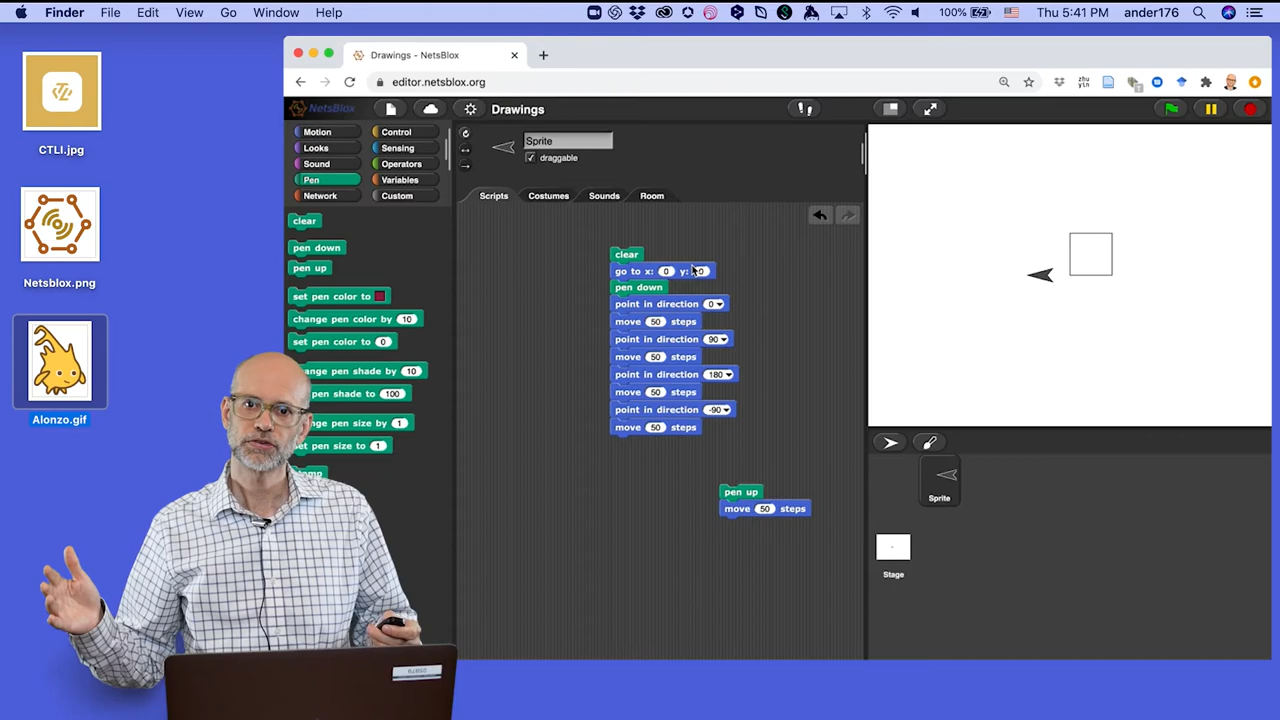 Finder File Edit View Go Window Help 100% Thu 5:41 PM ander176
Drawings - NetsBlox
editor.netsblox.org
NetsBlox Drawings
CTLI.jpg
Netsblox.png
Alonzo.gif
Motion Control
Looks Sensing
Sound Operators
Pen Variables
Network Custom
Sprite
draggable
Scripts Costumes Sounds Room
clear
pen down
pen up
set pen color to
change pen color by 10
set pen color to 0
change pen shade by 10
pen shade to 100
pen size by 1
pen size to 1
clear
go to x: 0 y: 0
pen down
point in direction 0
move 50 steps
point in direction 90
move 50 steps
point in direction 180
move 50 steps
point in direction -90
move 50 steps
pen up
move 50 steps
Sprite
Stage